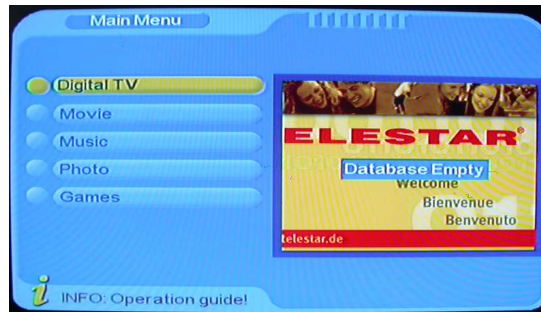 Main Menu
Digital TV
Movie
Music
Photo
Games
ELESTAR®
Database Empty
Welcome
Bienvenue
Benvenuto
telestar.de
i INFO: Operation guide!